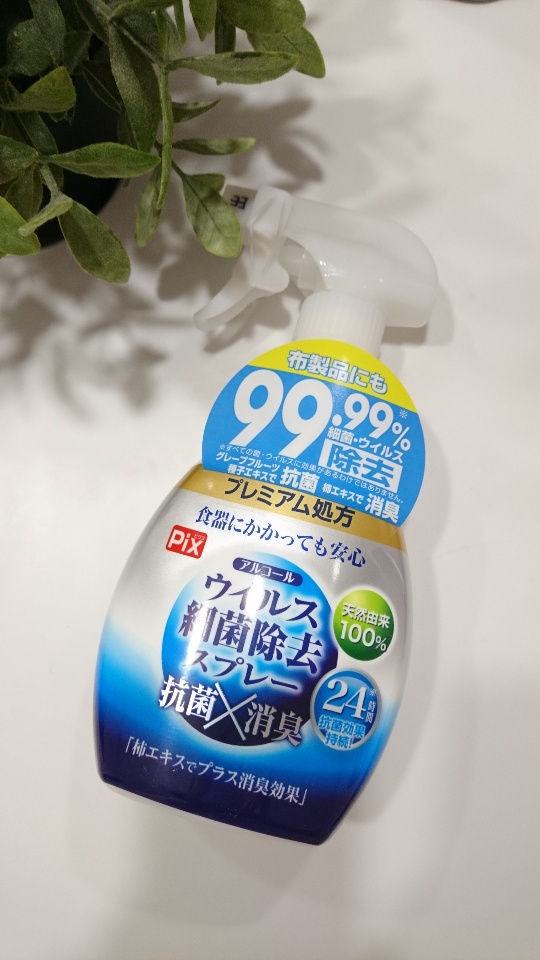 布製品にも
99.99%※
細菌・ウイルス
除去
※すべての菌・ウイルスに効果があるわけではありません。
グレープフルーツ種子エキスで 抗菌 柿エキスで 消臭
プレミアム処方
食器にかかっても安心
PiX
アルコール
ウイルス
細菌除去
スプレー
抗菌×消臭
天然由来
100%
24時間
抗菌効果
持続!
「柿エキスでプラス消臭効果」